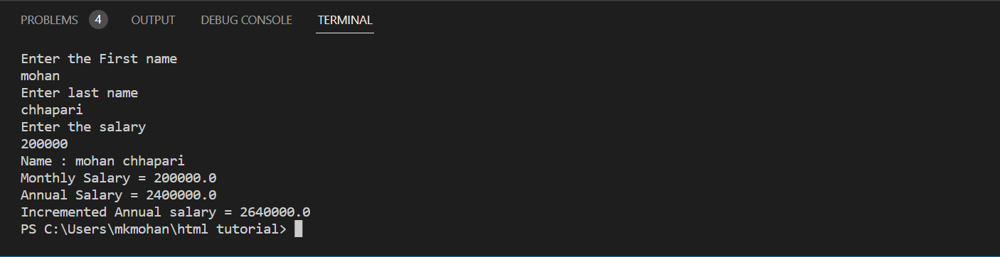 PROBLEMS 4 OUTPUT DEBUG CONSOLE TERMINAL
Enter the First name
mohan
Enter last name
chhapari
Enter the salary
200000
Name : mohan chhapari
Monthly Salary = 200000.0
Annual Salary = 2400000.0
Incremented Annual salary = 2640000.0
PS C:\Users\mkmohan\html tutorial>